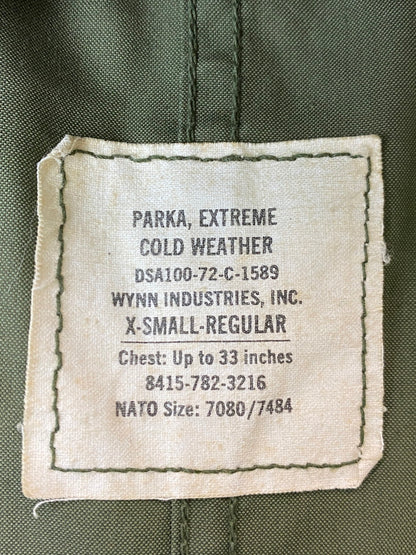 PARKA, EXTREME
COLD WEATHER
DSA100-72-C-1589
WYNN INDUSTRIES, INC.
X-SMALL-REGULAR
Chest: Up to 33 inches
8415-782-3216
NATO Size: 7080/7484